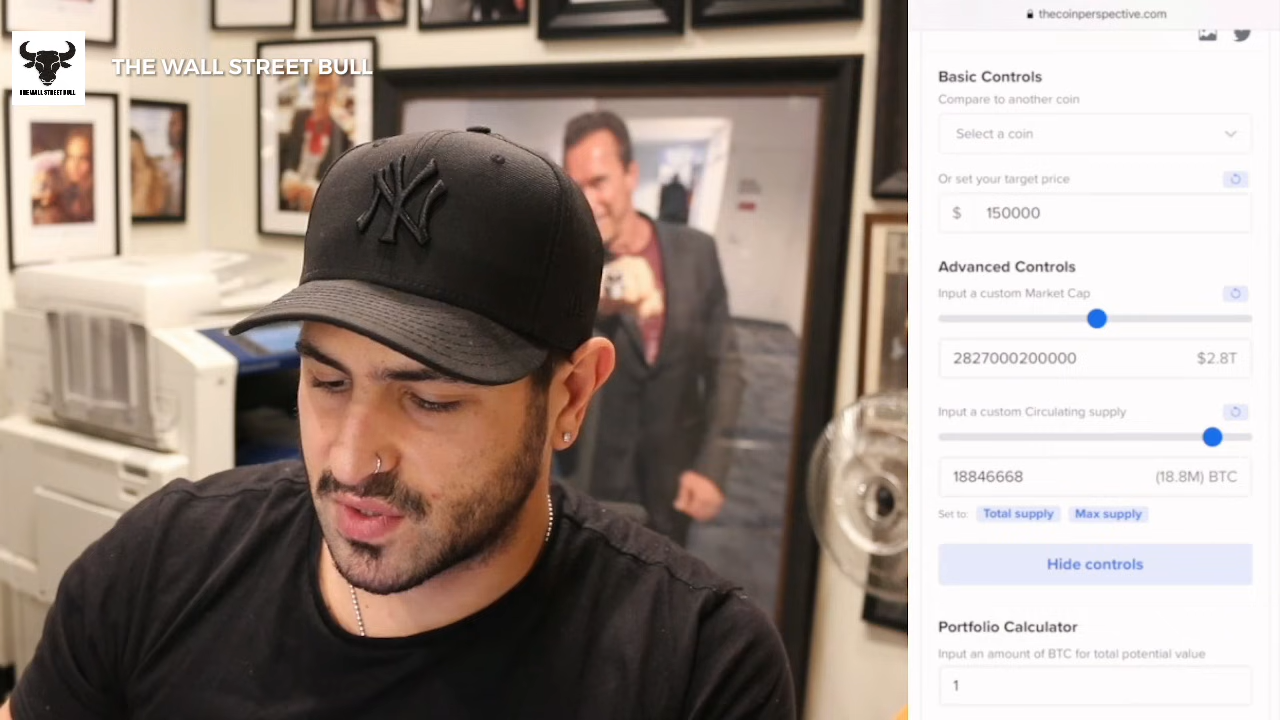 THE WALL STREET BULL
THE WALL STREET BULL
NY
thecoinperspective.com
Basic Controls
Compare to another coin
Select a coin
Or set your target price
$ 150000
Advanced Controls
Input a custom Market Cap
2827000200000 $2.8T
Input a custom Circulating supply
18846668 (18.8M) BTC
Set to: Total supply Max supply
Hide controls
Portfolio Calculator
Input an amount of BTC for total potential value
1